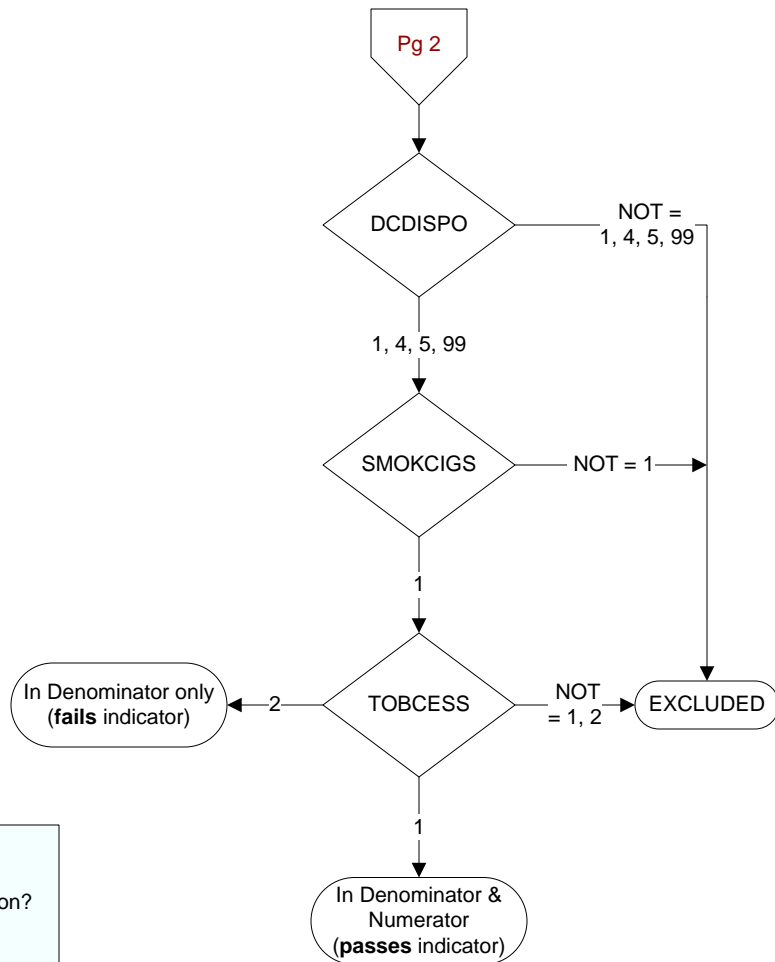 Pg 2
DCDISPO
NOT =
1, 4, 5, 99
1, 4, 5, 99
SMOKCIGS
NOT = 1
1
In Denominator only
(fails indicator)
2
TOBCESS
NOT
= 1, 2
EXCLUDED
1
In Denominator &
Numerator
(passes indicator)